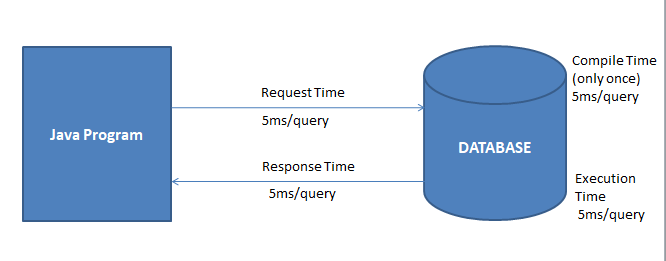 Java Program
Request Time
5ms/query
Response Time
5ms/query
DATABASE
Compile Time
(only once)
5ms/query
Execution
Time
5ms/query